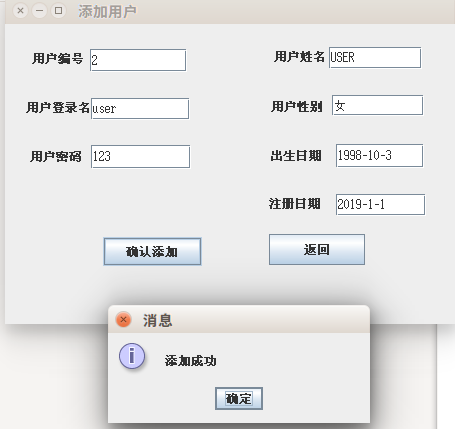 添加用户
用户编号 2 用户姓名 USER
用户登录名 user 用户性别 女
用户密码 123 出生日期 1998-10-3
注册日期 2019-1-1
确认添加 返回
消息
添加成功
确定